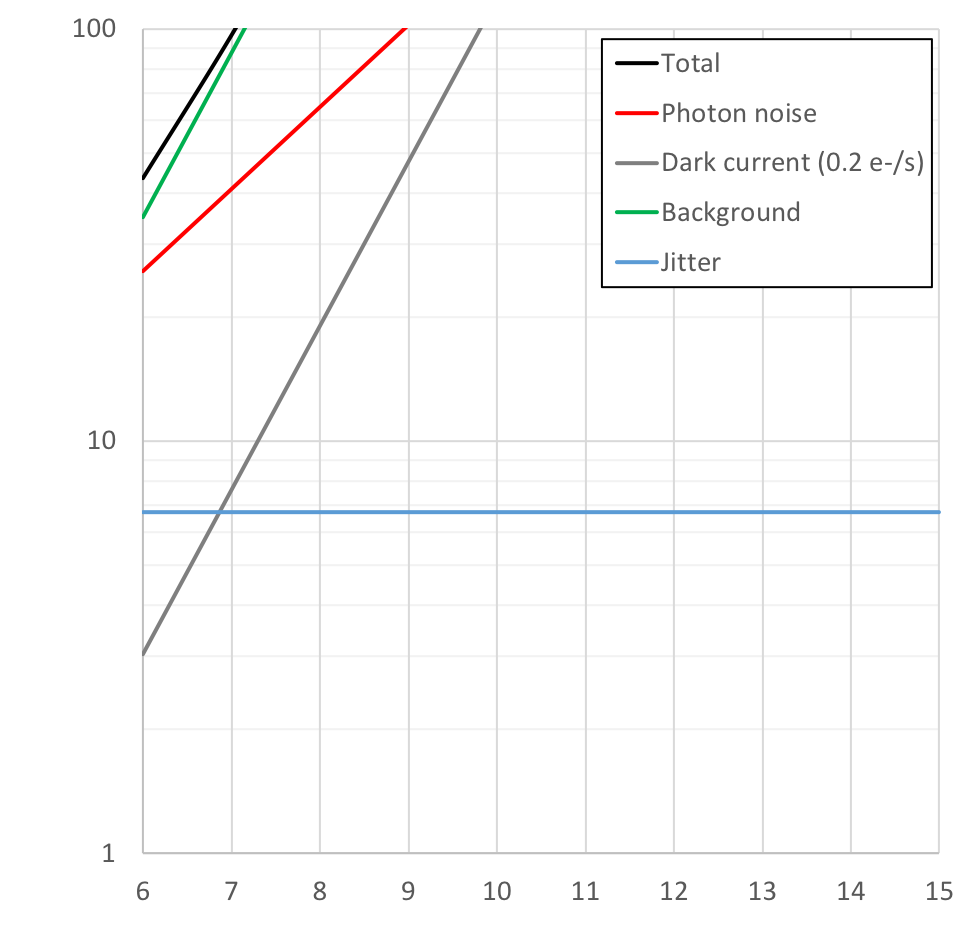 100
10
1
Total
Photon noise
Dark current (0.2 e-/s)
Background
Jitter
6 7 8 9 10 11 12 13 14 15